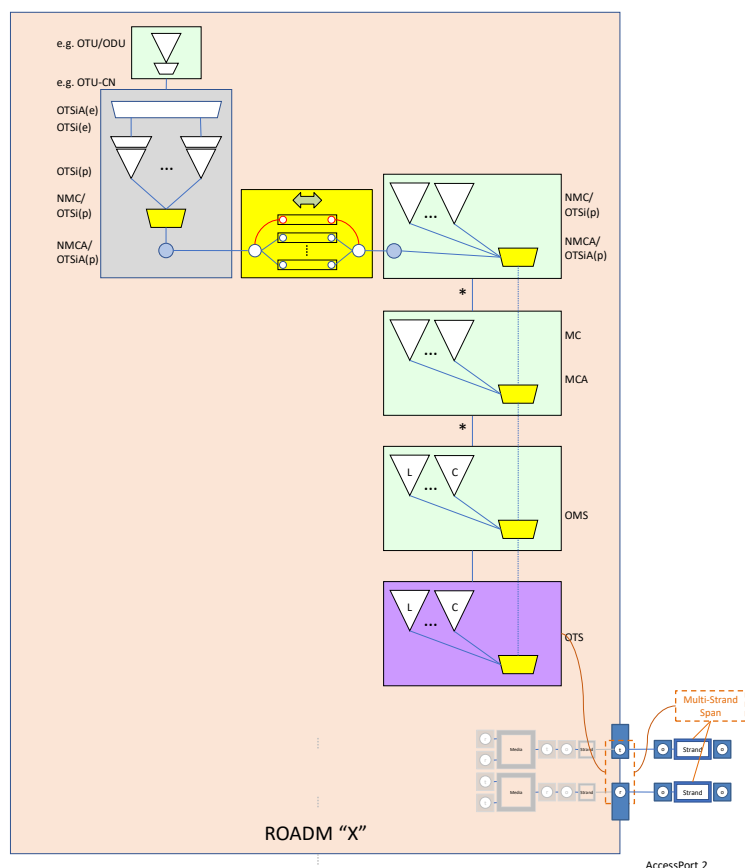 e.g. OTU/ODU
e.g. OTU-CN
OTSiA(e)
OTSi(e)
OTSi(p)
...
NMC/
OTSi(p)
NMCA/
OTSiA(p)
...
NMC/
OTSi(p)
NMCA/
OTSiA(p)
*
...
MC
MCA
*
L
...
C
OMS
L
...
C
OTS
Multi-Strand
Span
Media
Strand
Strand
Media
Strand
Strand
ROADM “X”
AccessPort 2